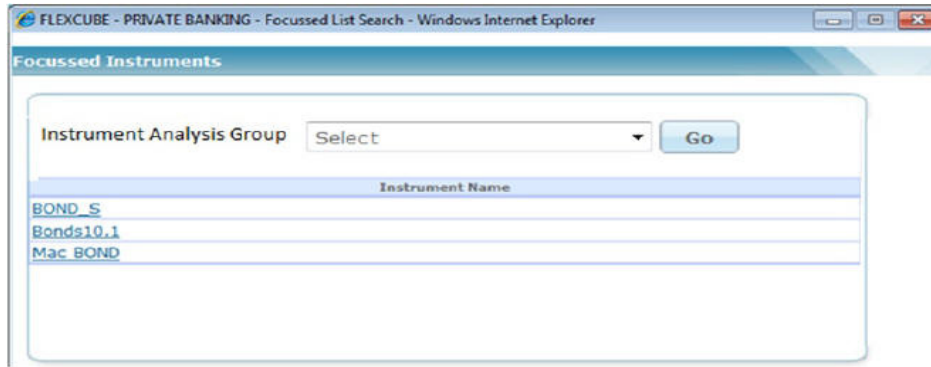 FLEXCUBE - PRIVATE BANKING - Focussed List Search - Windows Internet Explorer
Focussed Instruments
Instrument Analysis Group Select Go
Instrument Name
BOND_S
Bonds10.1
Mac BOND